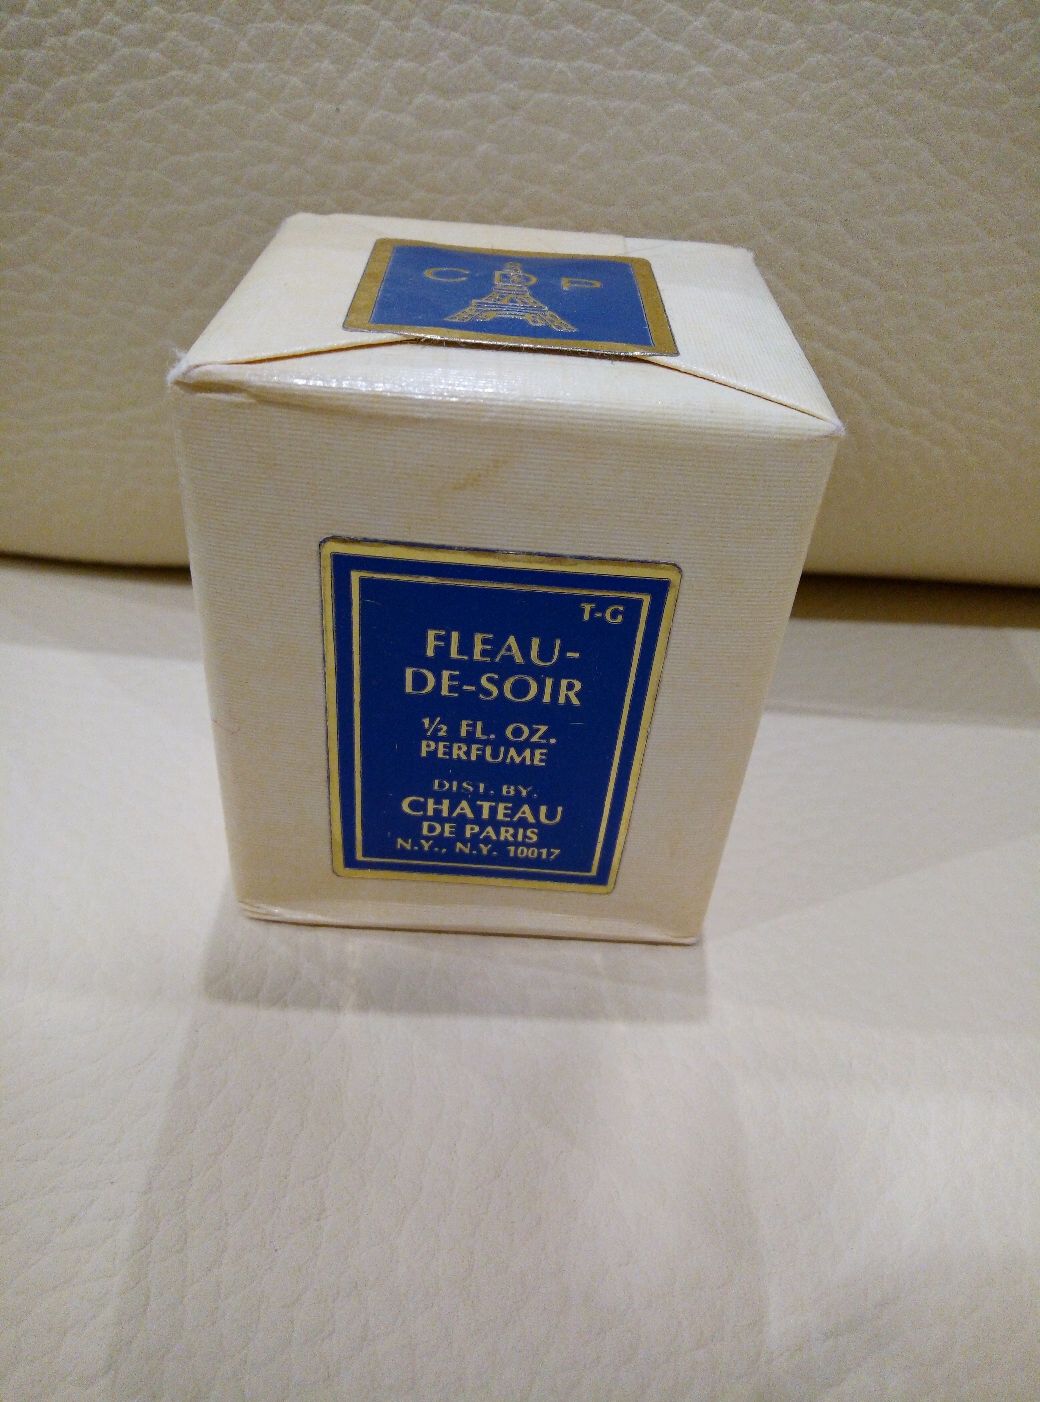 C D P
T-G
FLEAU-
DE-SOIR
½ FL. OZ.
PERFUME
DIST. BY.
CHATEAU
DE PARIS
N.Y., N.Y. 10017